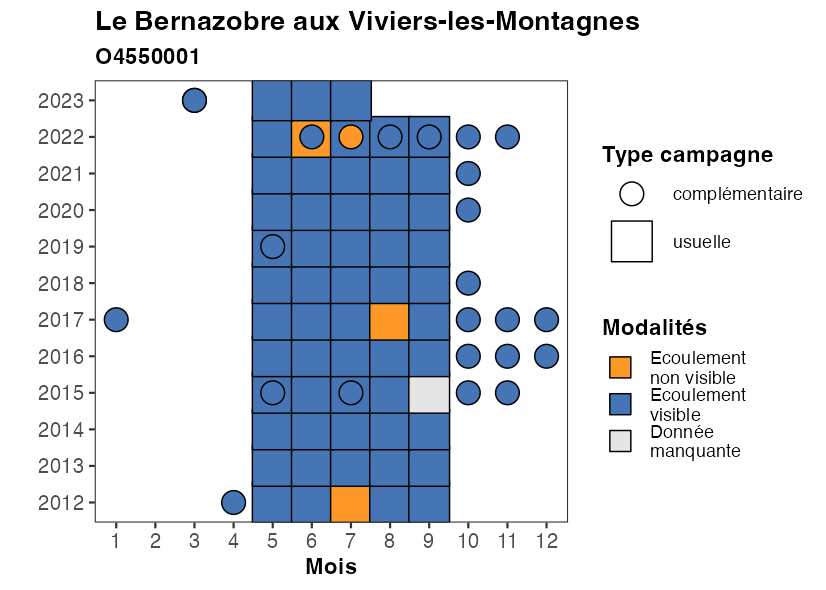 Le Bernazobre aux Viviers-les-Montagnes
O4550001
2023
2022
2021
2020
2019
2018
2017
2016
2015
2014
2013
2012
1 2 3 4 5 6 7 8 9 10 11 12
Mois
Type campagne
complémentaire
usuelle
Modalités
Ecoulement
non visible
Ecoulement
visible
Donnée
manquante